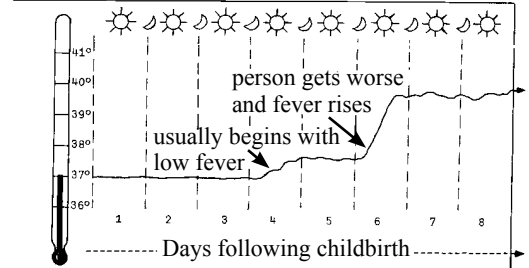 41°
40°
39°
38°
37°
36°
person gets worse
and fever rises
usually begins with
low fever
1 2 3 4 5 6 7 8
Days following childbirth